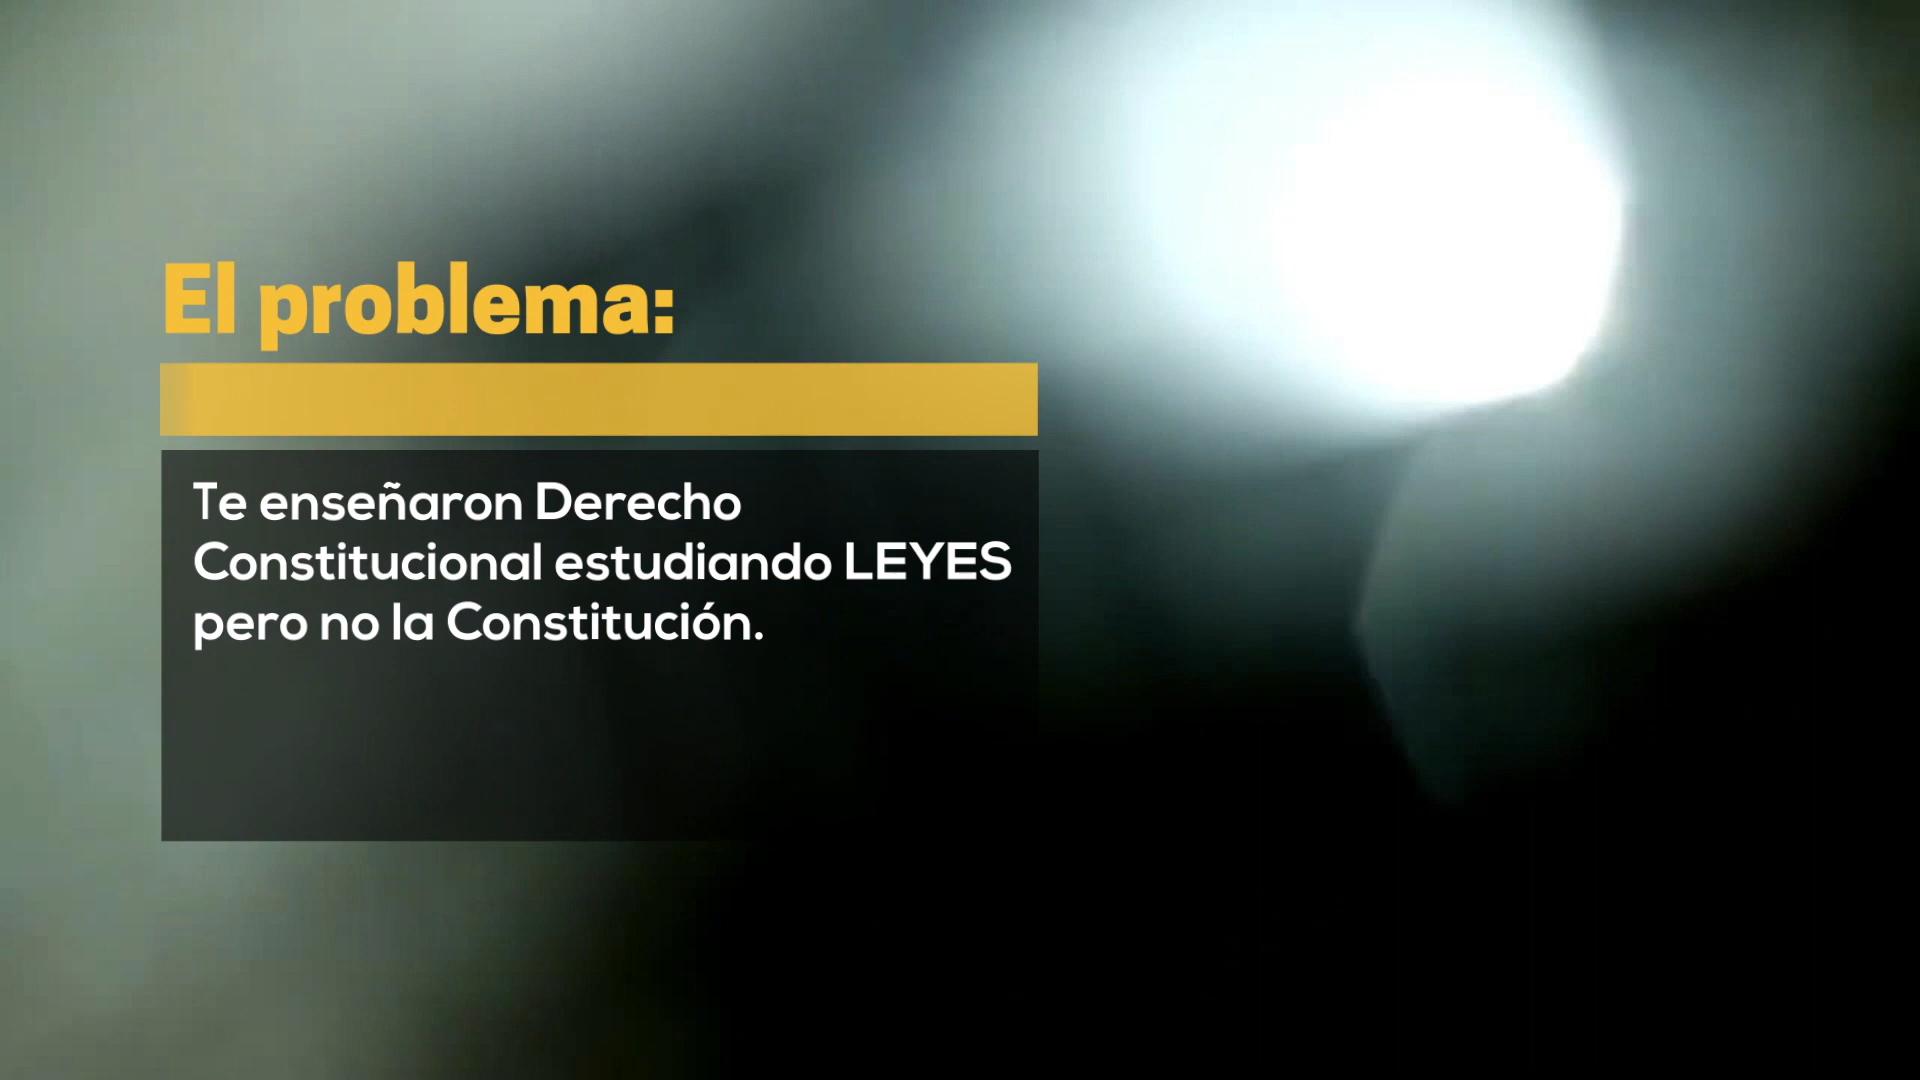 El problema:
Te enseñaron Derecho
Constitucional estudiando LEYES
pero no la Constitución.